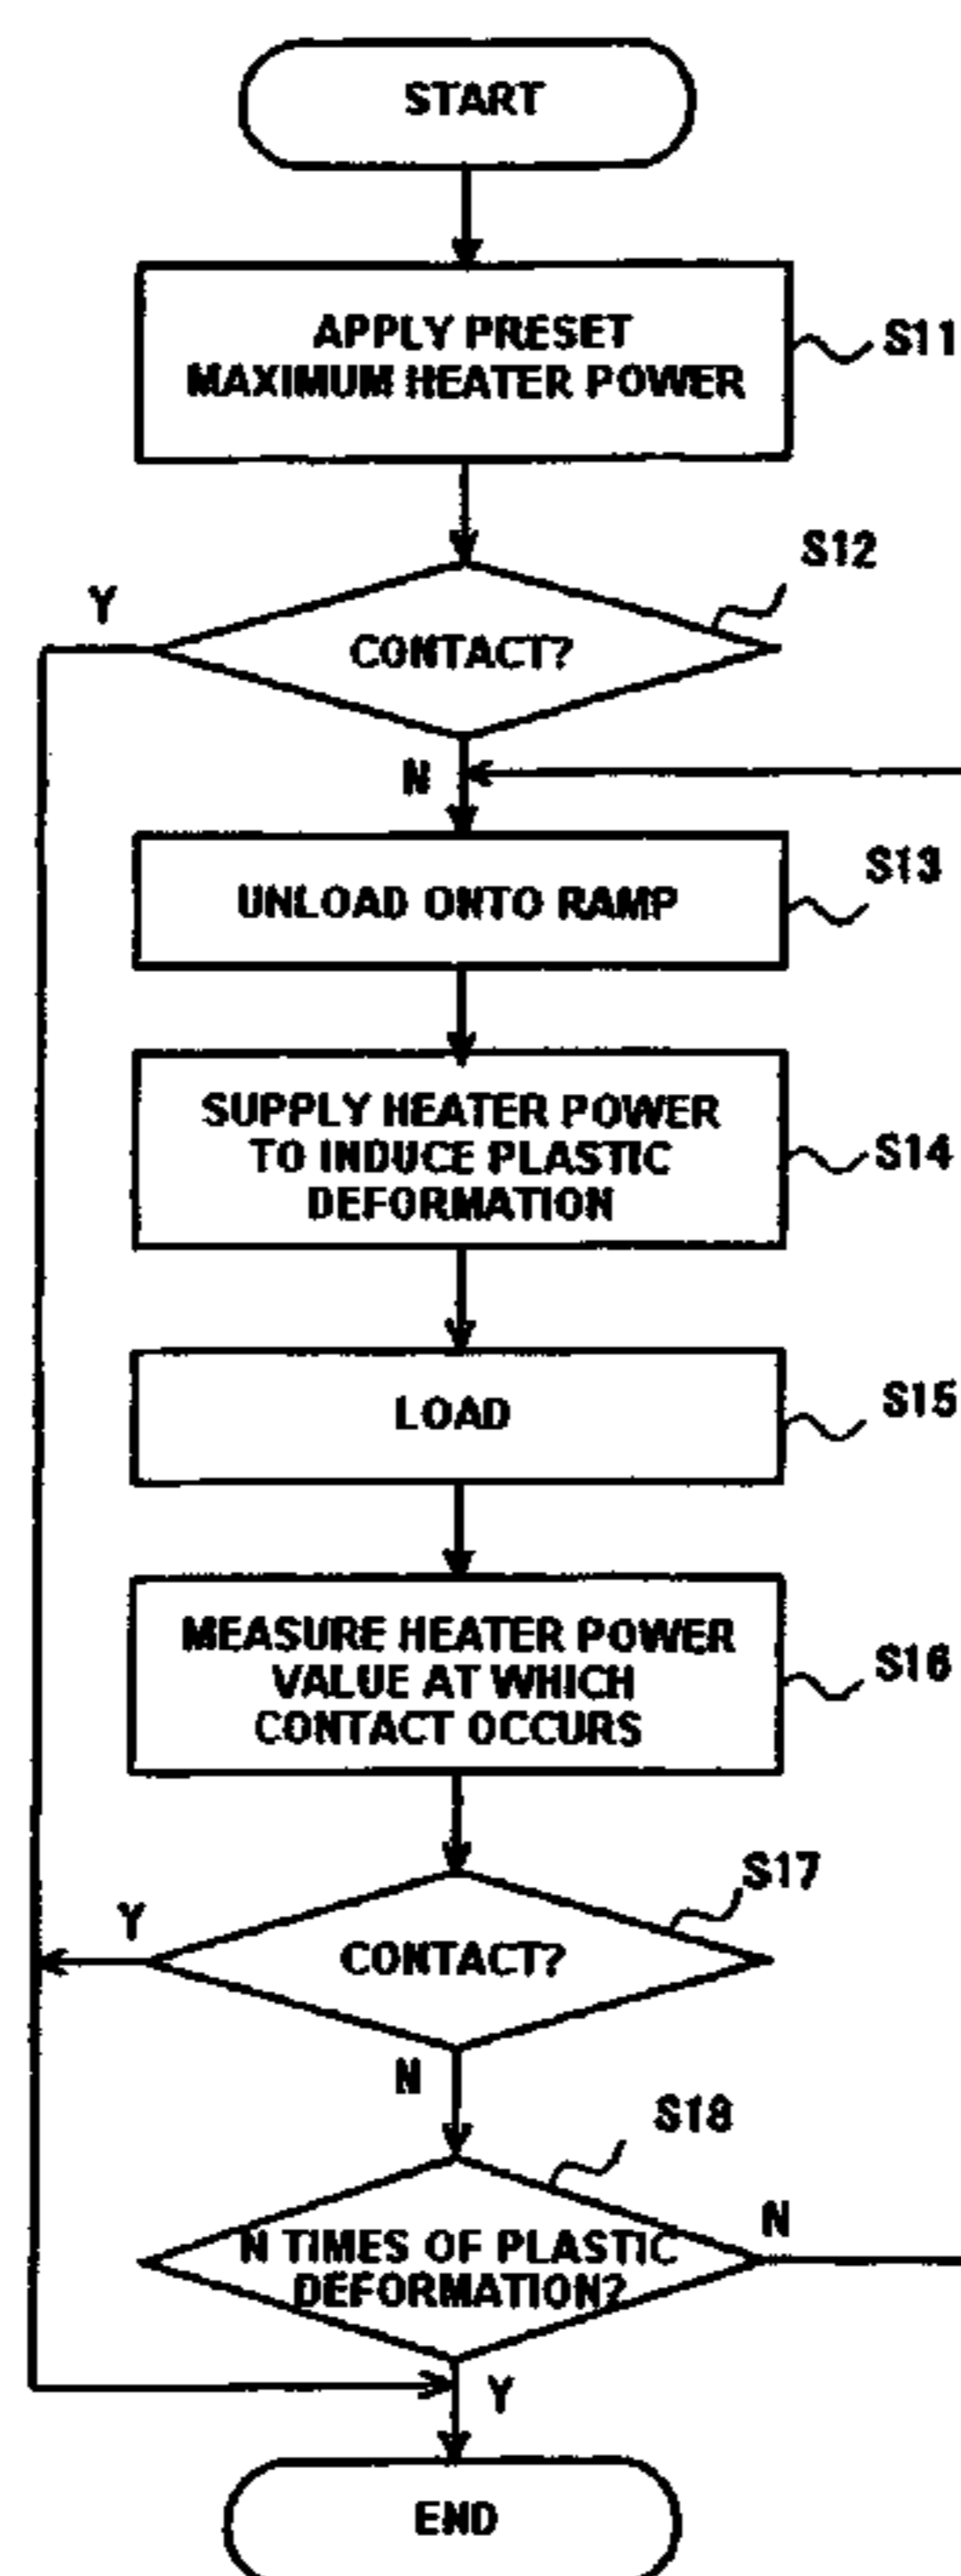 START
APPLY PRESET
MAXIMUM HEATER POWER
S11
S12
Y
CONTACT?
N
S13
UNLOAD ONTO RAMP
SUPPLY HEATER POWER
TO INDUCE PLASTIC
DEFORMATION
S14
LOAD
S15
MEASURE HEATER POWER
VALUE AT WHICH
CONTACT OCCURS
S16
S17
Y
CONTACT?
N
S18
N TIMES OF PLASTIC
DEFORMATION?
N
Y
END